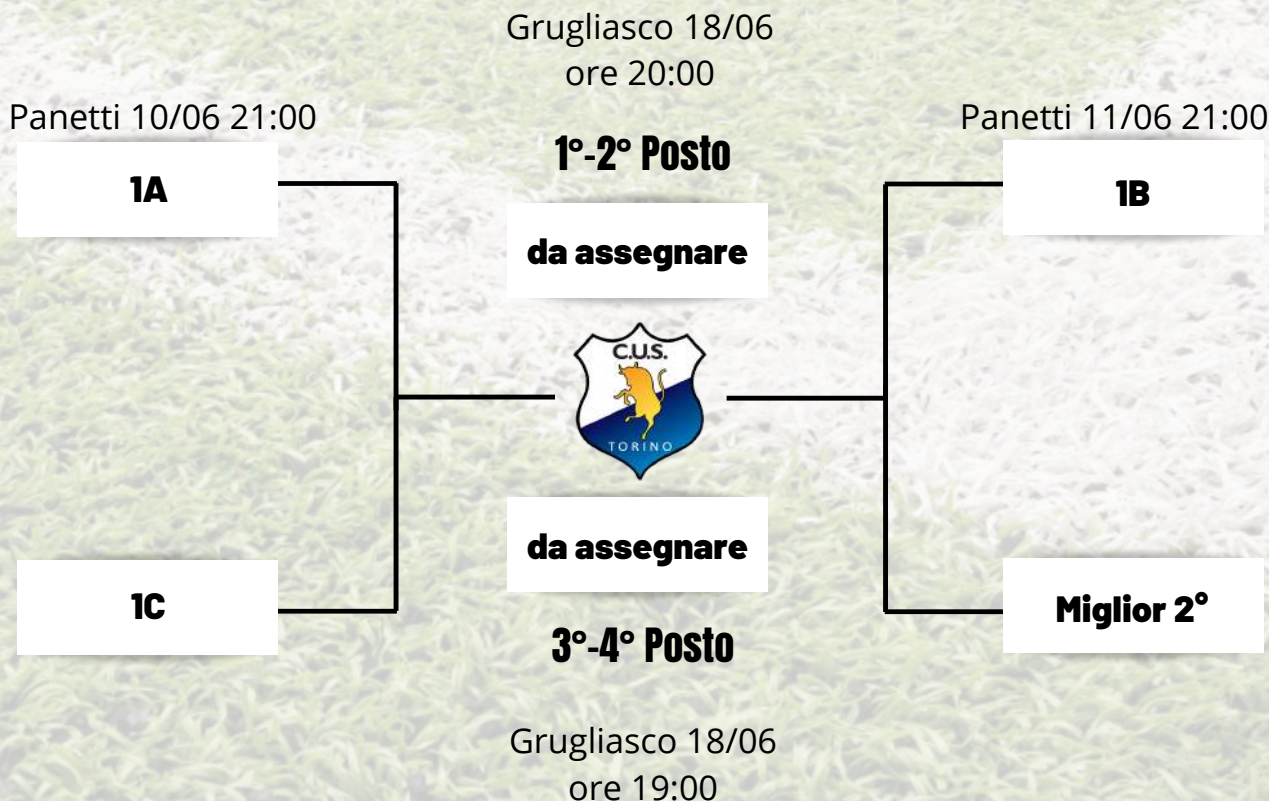 Grugliasco 18/06
ore 20:00
Panetti 10/06 21:00
Panetti 11/06 21:00
1°-2° Posto
1A
1B
da assegnare
C.U.S.
TORINO
da assegnare
1C
Miglior 2°
3°-4° Posto
Grugliasco 18/06
ore 19:00